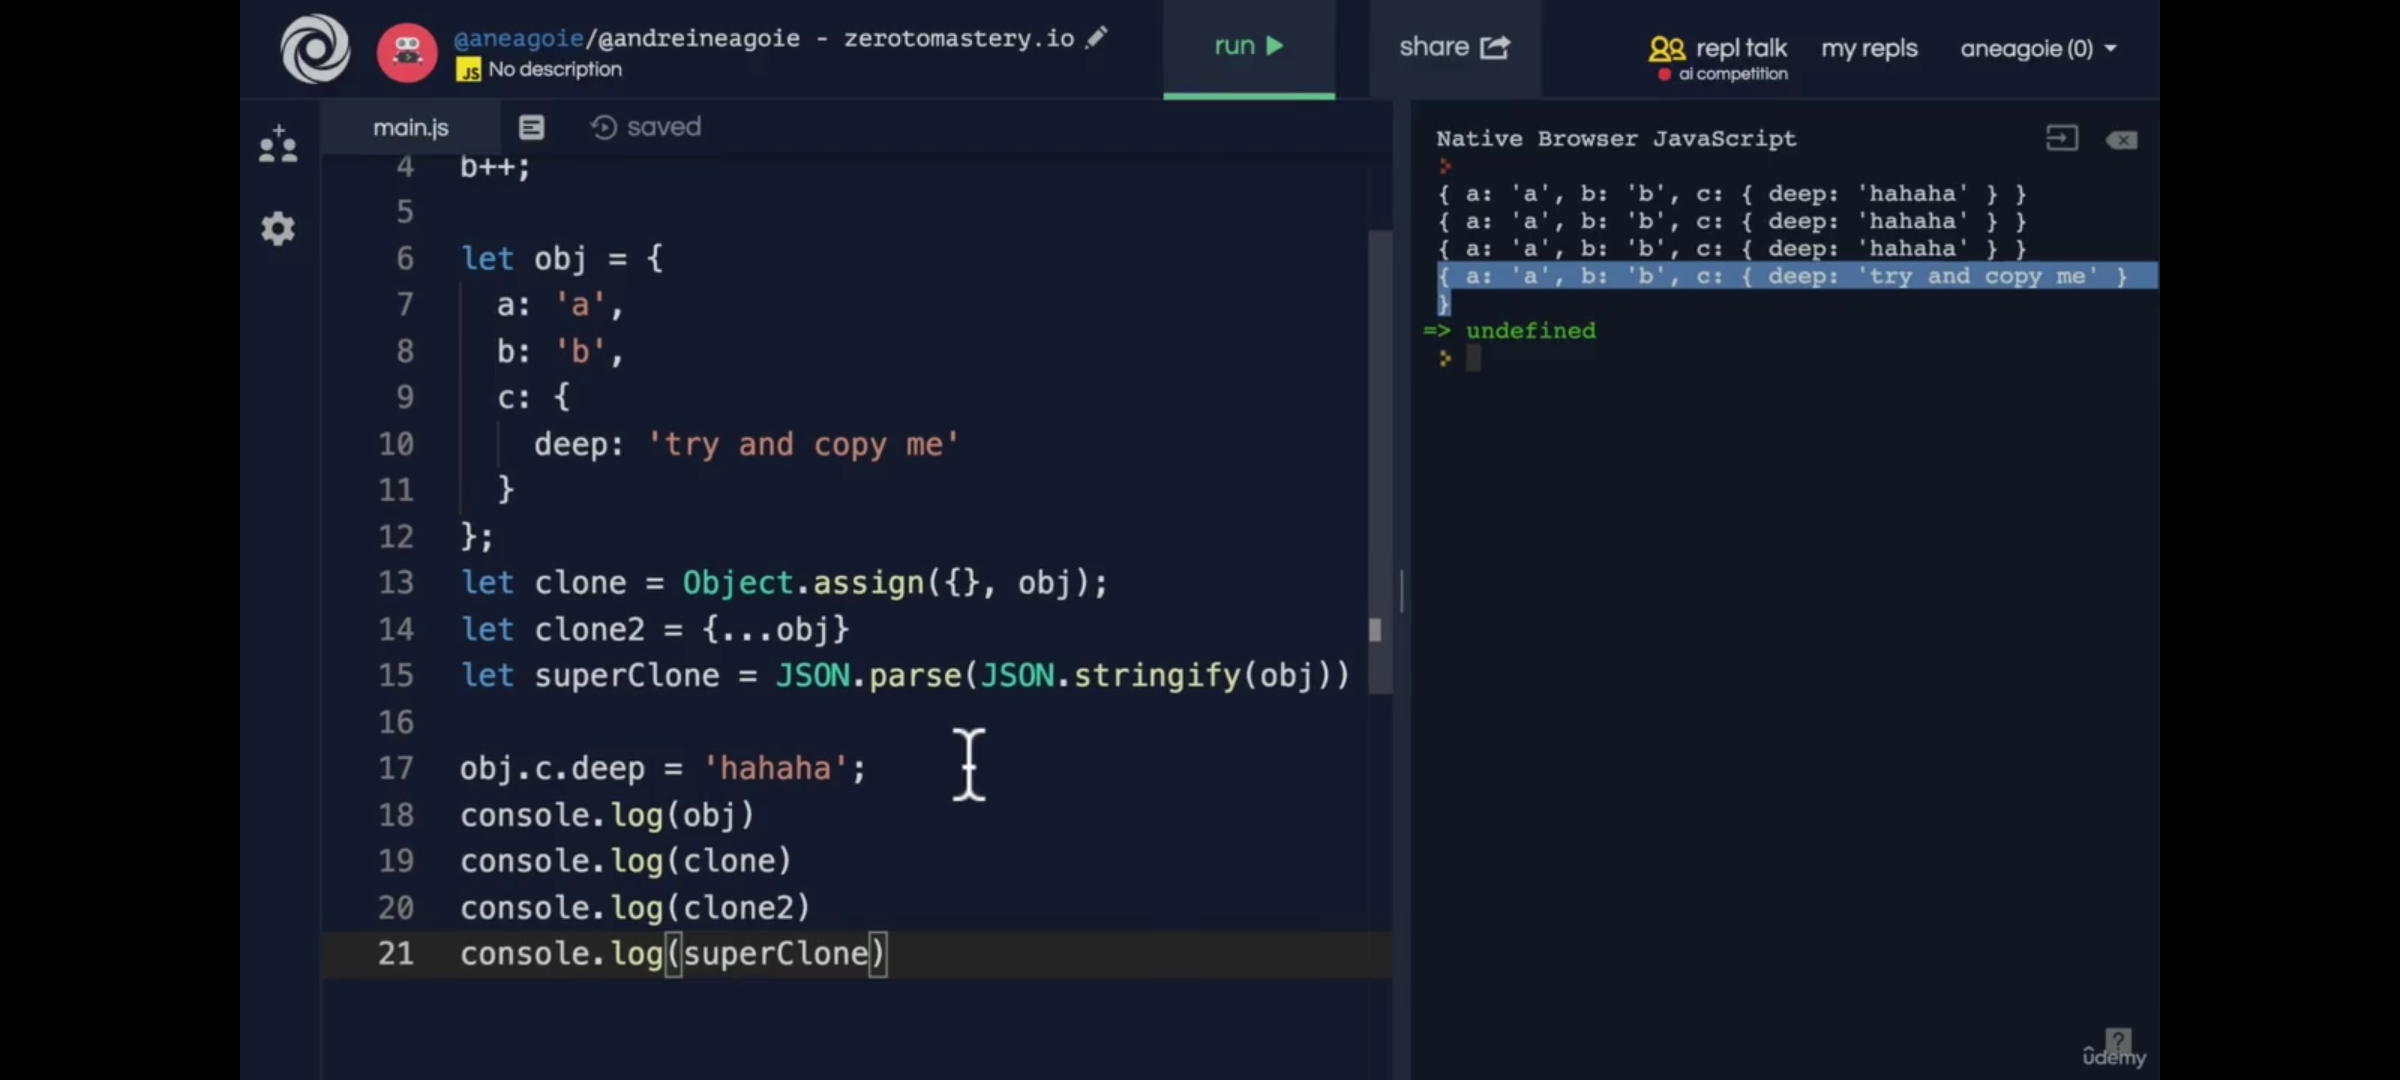 @aneagoie/@andreineagoie - zerotomastery.io
JS No description
run
share
repl talk
ai competition
my repls
aneagoie (0)
main.js
saved
4 b++;
5
6 let obj = {
7 a: 'a',
8 b: 'b',
9 c: {
10 deep: 'try and copy me'
11 }
12 };
13 let clone = Object.assign({}, obj);
14 let clone2 = {...obj}
15 let superClone = JSON.parse(JSON.stringify(obj))
16
17 obj.c.deep = 'hahaha';
18 console.log(obj)
19 console.log(clone)
20 console.log(clone2)
21 console.log(superClone)
Native Browser JavaScript
{ a: 'a', b: 'b', c: { deep: 'hahaha' } }
{ a: 'a', b: 'b', c: { deep: 'hahaha' } }
{ a: 'a', b: 'b', c: { deep: 'hahaha' } }
{ a: 'a', b: 'b', c: { deep: 'try and copy me' }
}
=> undefined
?
ûdemy